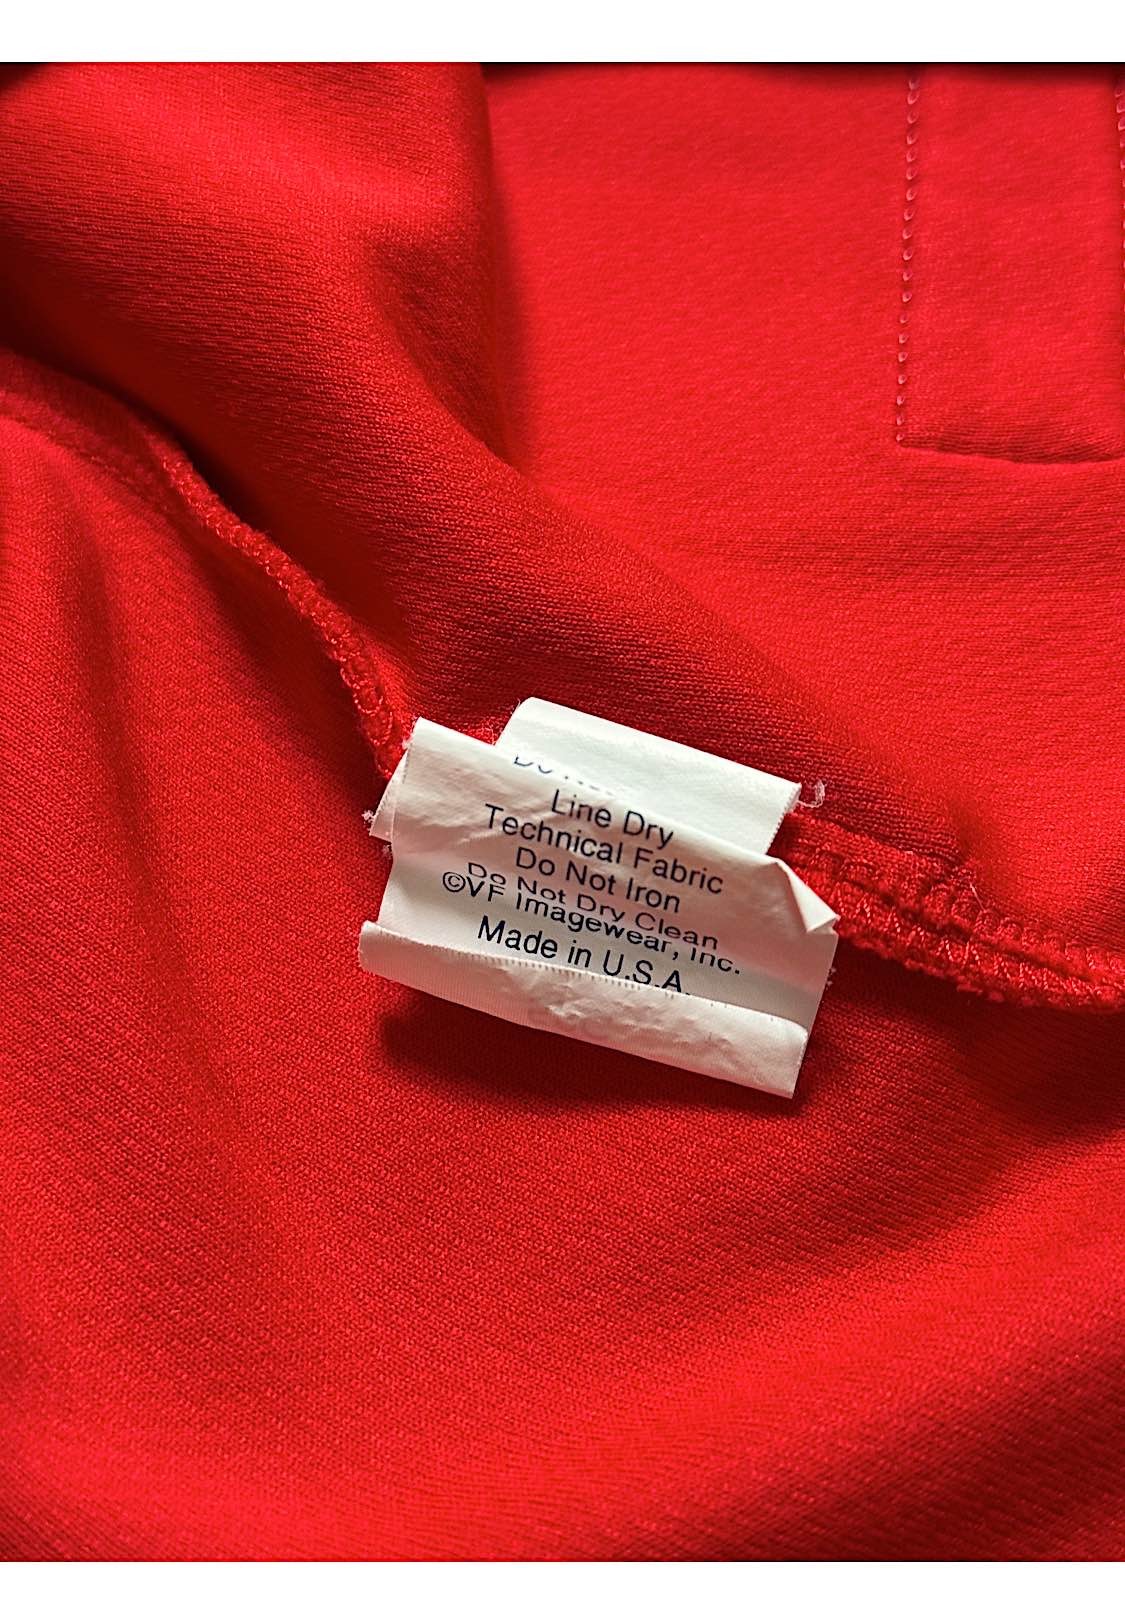 Line Dry
Technical Fabric
Do Not Iron
Do Not Dry Clean
©VF Imagewear, Inc.
Made in U.S.A.